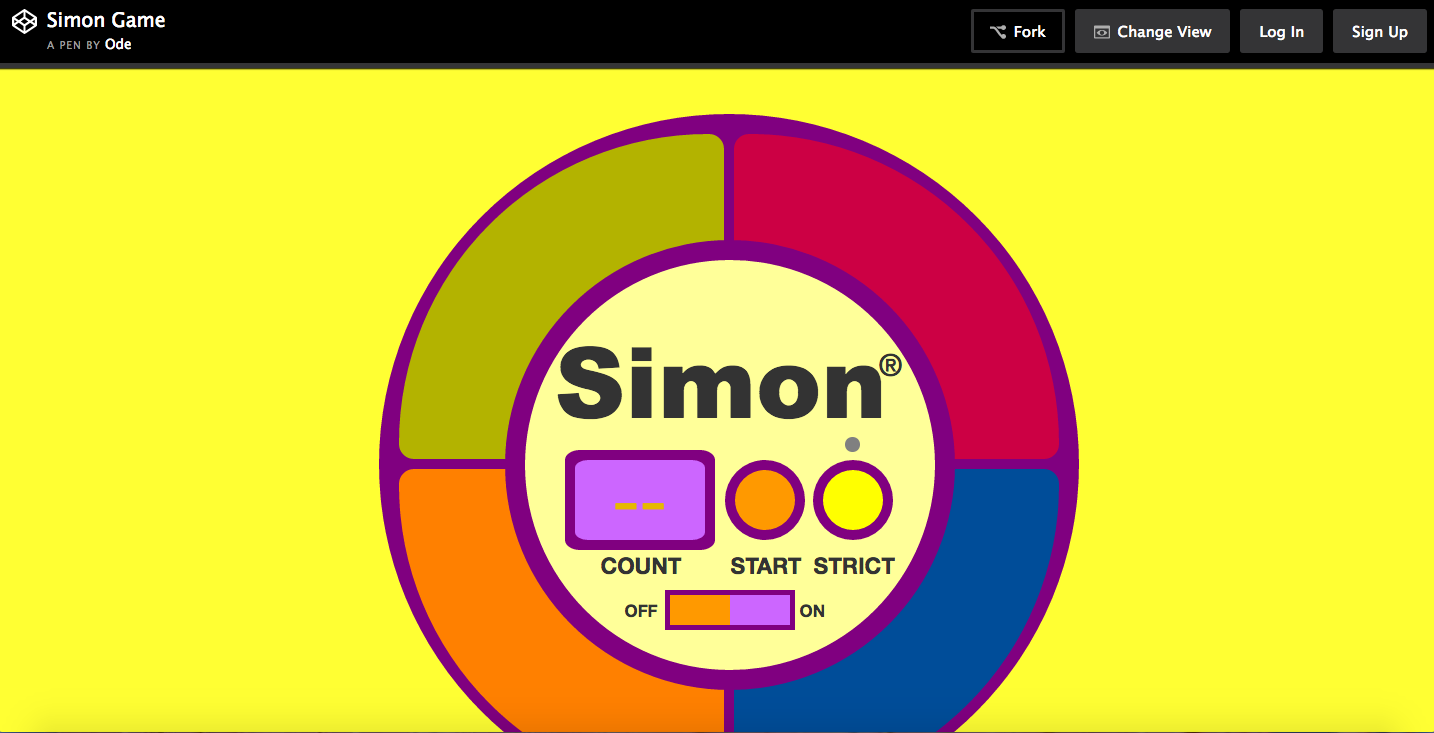 Simon Game
A PEN BY Ode
Fork
Change View
Log In
Sign Up
Simon®
--
COUNT
START
STRICT
OFF
ON